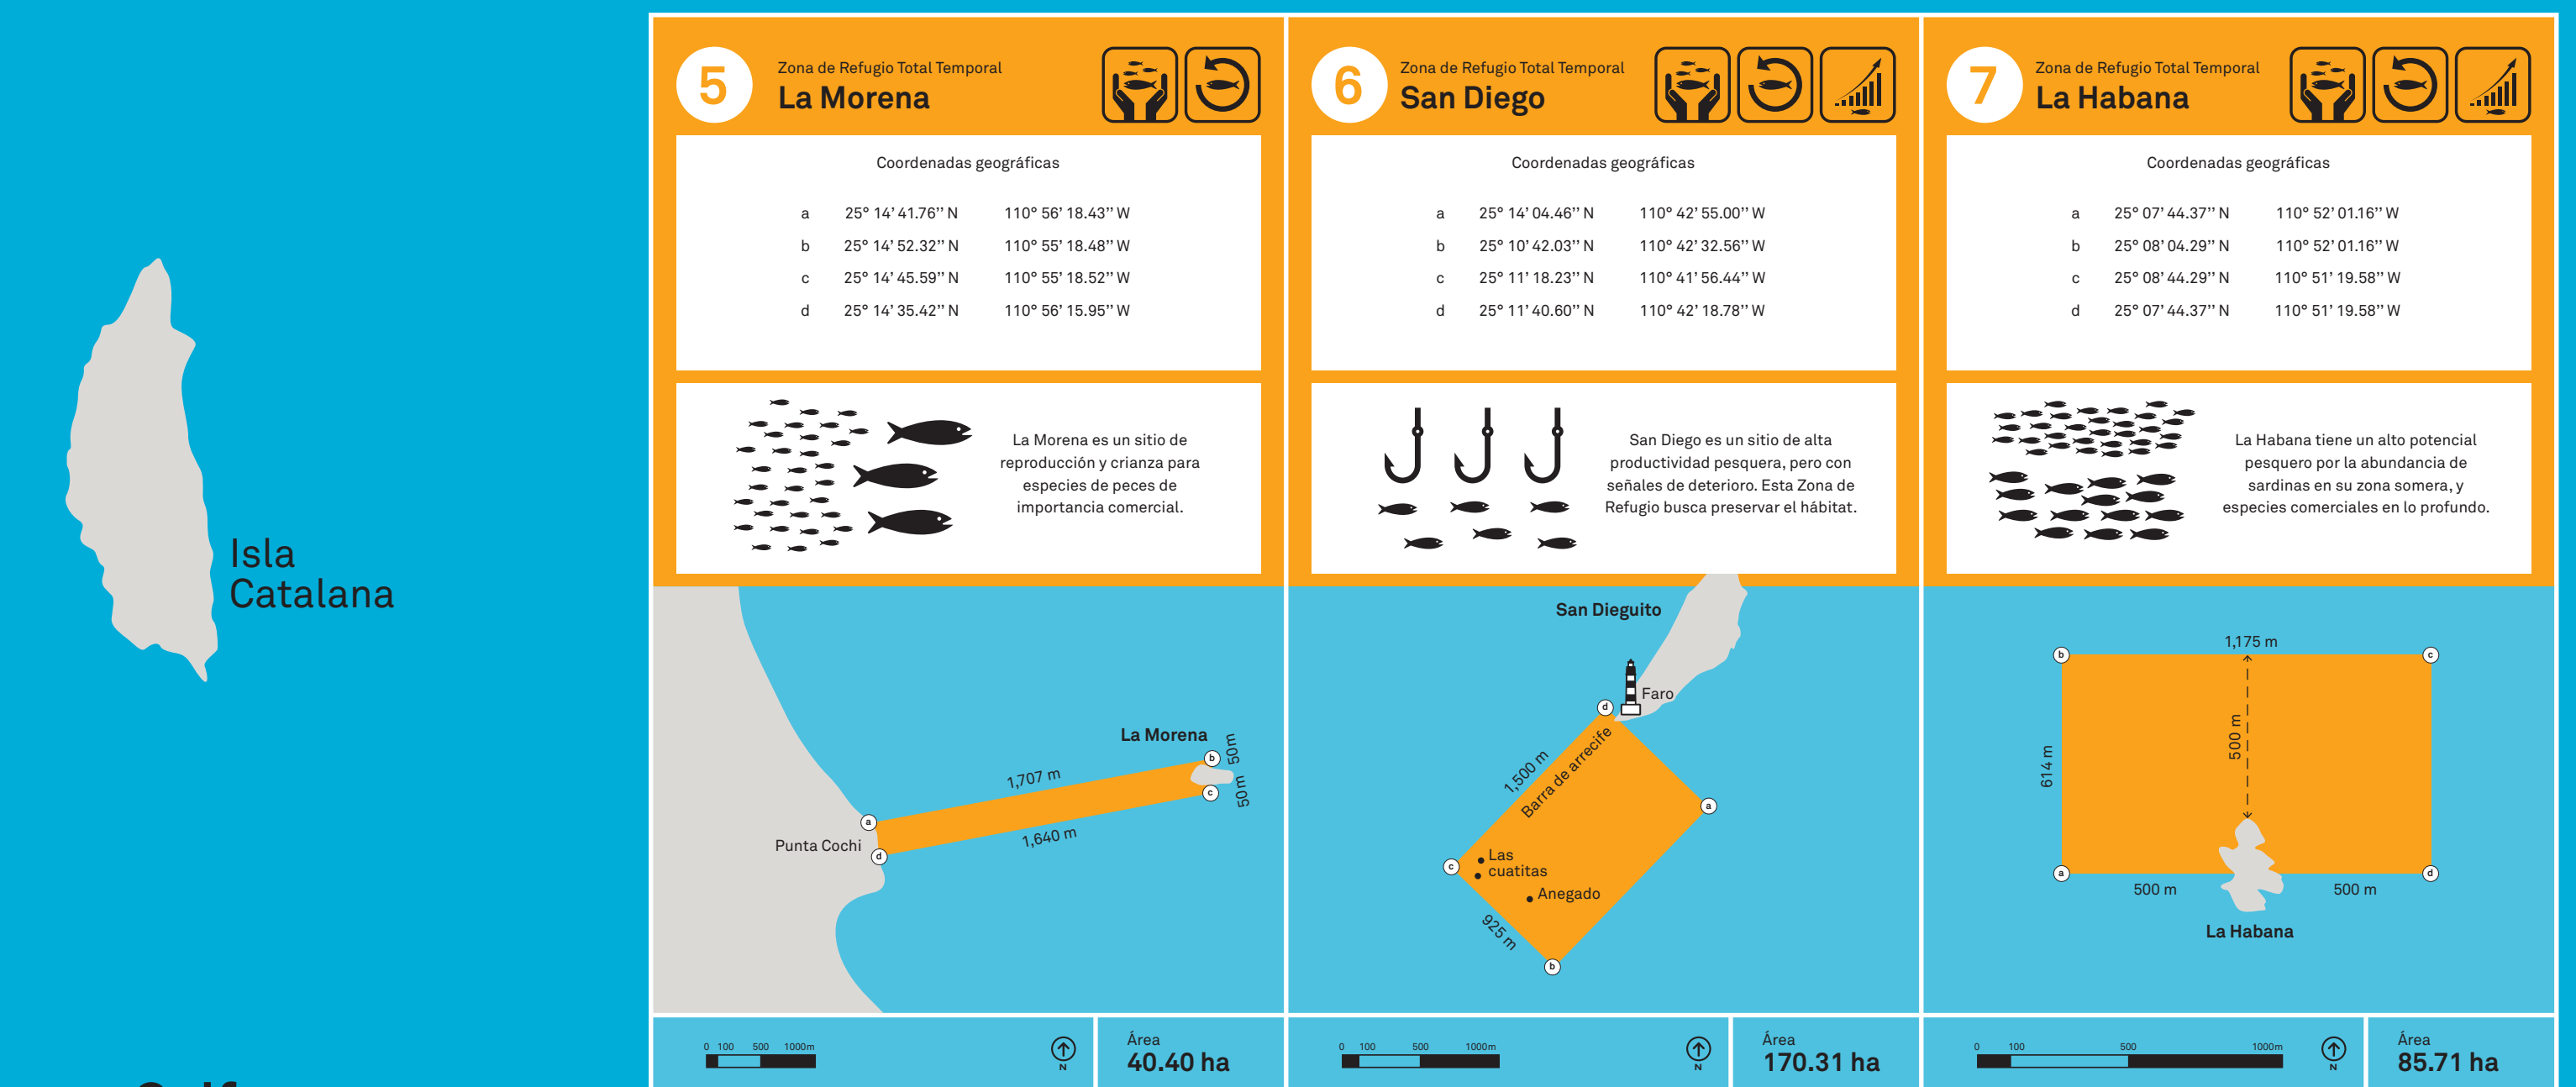 Isla
Catalana
5
Zona de Refugio Total Temporal
La Morena
Coordenadas geográficas
a 25° 14’ 41.76’’ N 110° 56’ 18.43’’ W
b 25° 14’ 52.32’’ N 110° 55’ 18.48’’ W
c 25° 14’ 45.59’’ N 110° 55’ 18.52’’ W
d 25° 14’ 35.42’’ N 110° 56’ 15.95’’ W
La Morena es un sitio de
reproducción y crianza para
especies de peces de
importancia comercial.
La Morena
b
50m
50m
c
1,707 m
a
1,640 m
Punta Cochi
d
0 100 500 1000m
N
Área
40.40 ha
6
Zona de Refugio Total Temporal
San Diego
Coordenadas geográficas
a 25° 14’ 04.46’’ N 110° 42’ 55.00’’ W
b 25° 10’ 42.03’’ N 110° 42’ 32.56’’ W
c 25° 11’ 18.23’’ N 110° 41’ 56.44’’ W
d 25° 11’ 40.60’’ N 110° 42’ 18.78’’ W
San Diego es un sitio de alta
productividad pesquera, pero con
señales de deterioro. Esta Zona de
Refugio busca preservar el hábitat.
San Dieguito
Faro
d
1,500 m
Barra de arrecife
a
c
Las
cuatitas
Anegado
925 m
b
0 100 500 1000m
N
Área
170.31 ha
7
Zona de Refugio Total Temporal
La Habana
Coordenadas geográficas
a 25° 07’ 44.37’’ N 110° 52’ 01.16’’ W
b 25° 08’ 04.29’’ N 110° 52’ 01.16’’ W
c 25° 08’ 44.29’’ N 110° 51’ 19.58’’ W
d 25° 07’ 44.37’’ N 110° 51’ 19.58’’ W
La Habana tiene un alto potencial
pesquero por la abundancia de
sardinas en su zona somera, y
especies comerciales en lo profundo.
1,175 m
b
c
614 m
500 m
a
d
500 m
500 m
La Habana
0 100 500 1000m
N
Área
85.71 ha